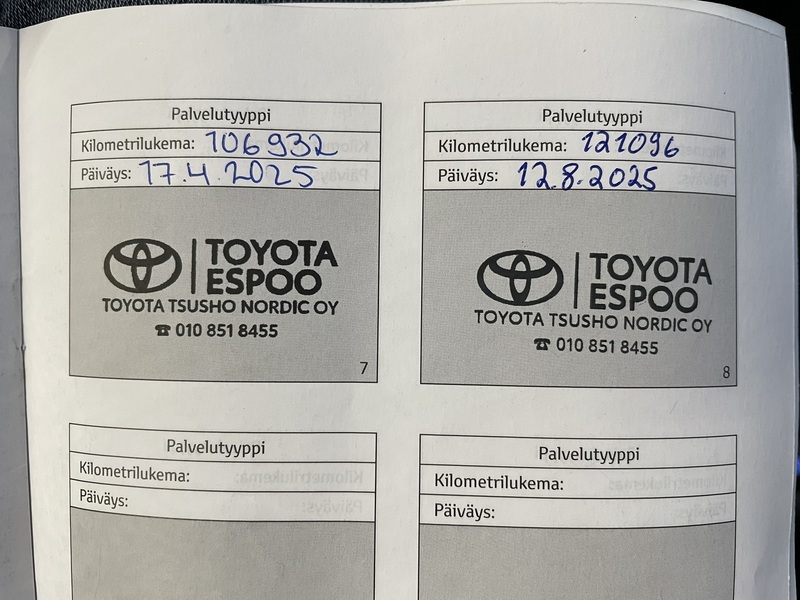 Palvelutyyppi
Kilometrilukema: 106932
Päiväys: 17.4.2025
TOYOTA
ESPOO
TOYOTA TSUSHO NORDIC OY
☎ 010 851 8455
7
Palvelutyyppi
Kilometrilukema: 121096
Päiväys: 12.8.2025
TOYOTA
ESPOO
TOYOTA TSUSHO NORDIC OY
☎ 010 851 8455
8
Palvelutyyppi
Kilometrilukema:
Päiväys:
Palvelutyyppi
Kilometrilukema:
Päiväys: